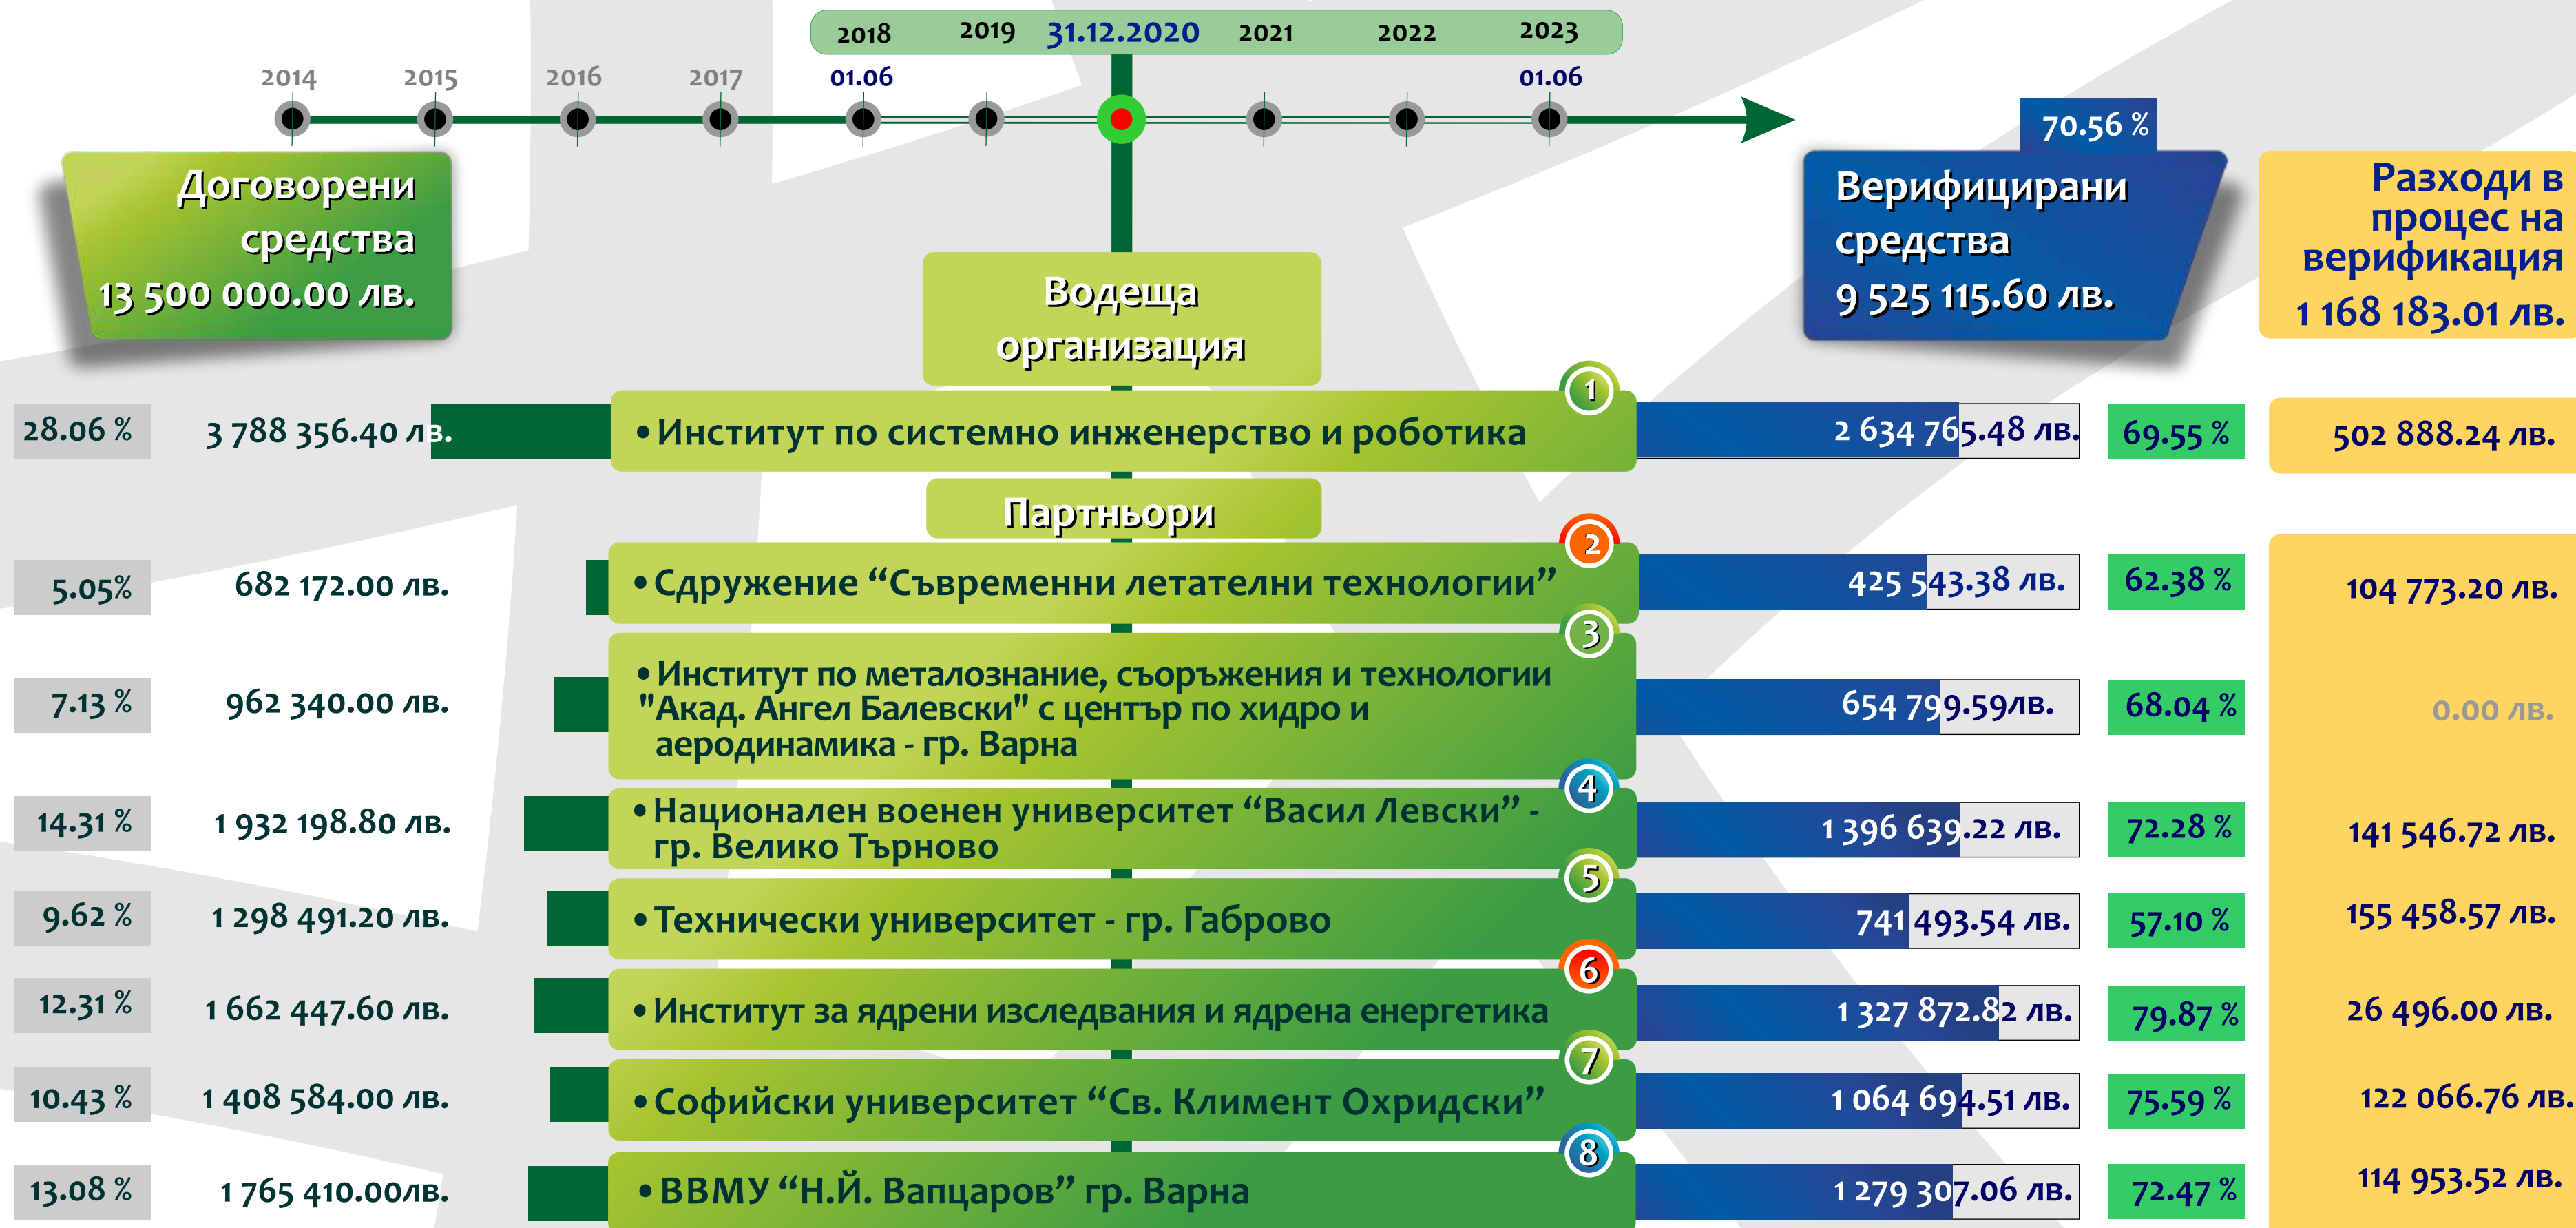 2018 2019 31.12.2020 2021 2022 2023
2014 2015 2016 2017 01.06 01.06
70.56 %
Договорени
средства
13 500 000.00 лв.
Водеща
организация
Верифицирани
средства
9 525 115.60 лв.
Разходи в
процес на
верификация
1 168 183.01 лв.
1
28.06 % 3 788 356.40 лв. •Институт по системно инженерство и роботика 2 634 765.48 лв. 69.55 % 502 888.24 лв.
Партньори
2
5.05% 682 172.00 лв. •Сдружение “Съвременни летателни технологии” 425 543.38 лв. 62.38 % 104 773.20 лв.
3
•Институт по металознание, съоръжения и технологии
7.13 % 962 340.00 лв. "Акад. Ангел Балевски" с център по хидро и 654 799.59лв. 68.04 % 0.00 лв.
аеродинамика - гр. Варна
4
14.31 % 1 932 198.80 лв. •Национален военен университет “Васил Левски” - 1 396 639.22 лв. 72.28 % 141 546.72 лв.
гр. Велико Търново
5
9.62 % 1 298 491.20 лв. •Технически университет - гр. Габрово 741 493.54 лв. 57.10 % 155 458.57 лв.
6
12.31 % 1 662 447.60 лв. •Институт за ядрени изследвания и ядрена енергетика 1 327 872.82 лв. 79.87 % 26 496.00 лв.
7
10.43 % 1 408 584.00 лв. •Софийски университет “Св. Климент Охридски” 1 064 694.51 лв. 75.59 % 122 066.76 лв.
8
13.08 % 1 765 410.00лв. •ВВМУ “Н.Й. Вапцаров” гр. Варна 1 279 307.06 лв. 72.47 % 114 953.52 лв.